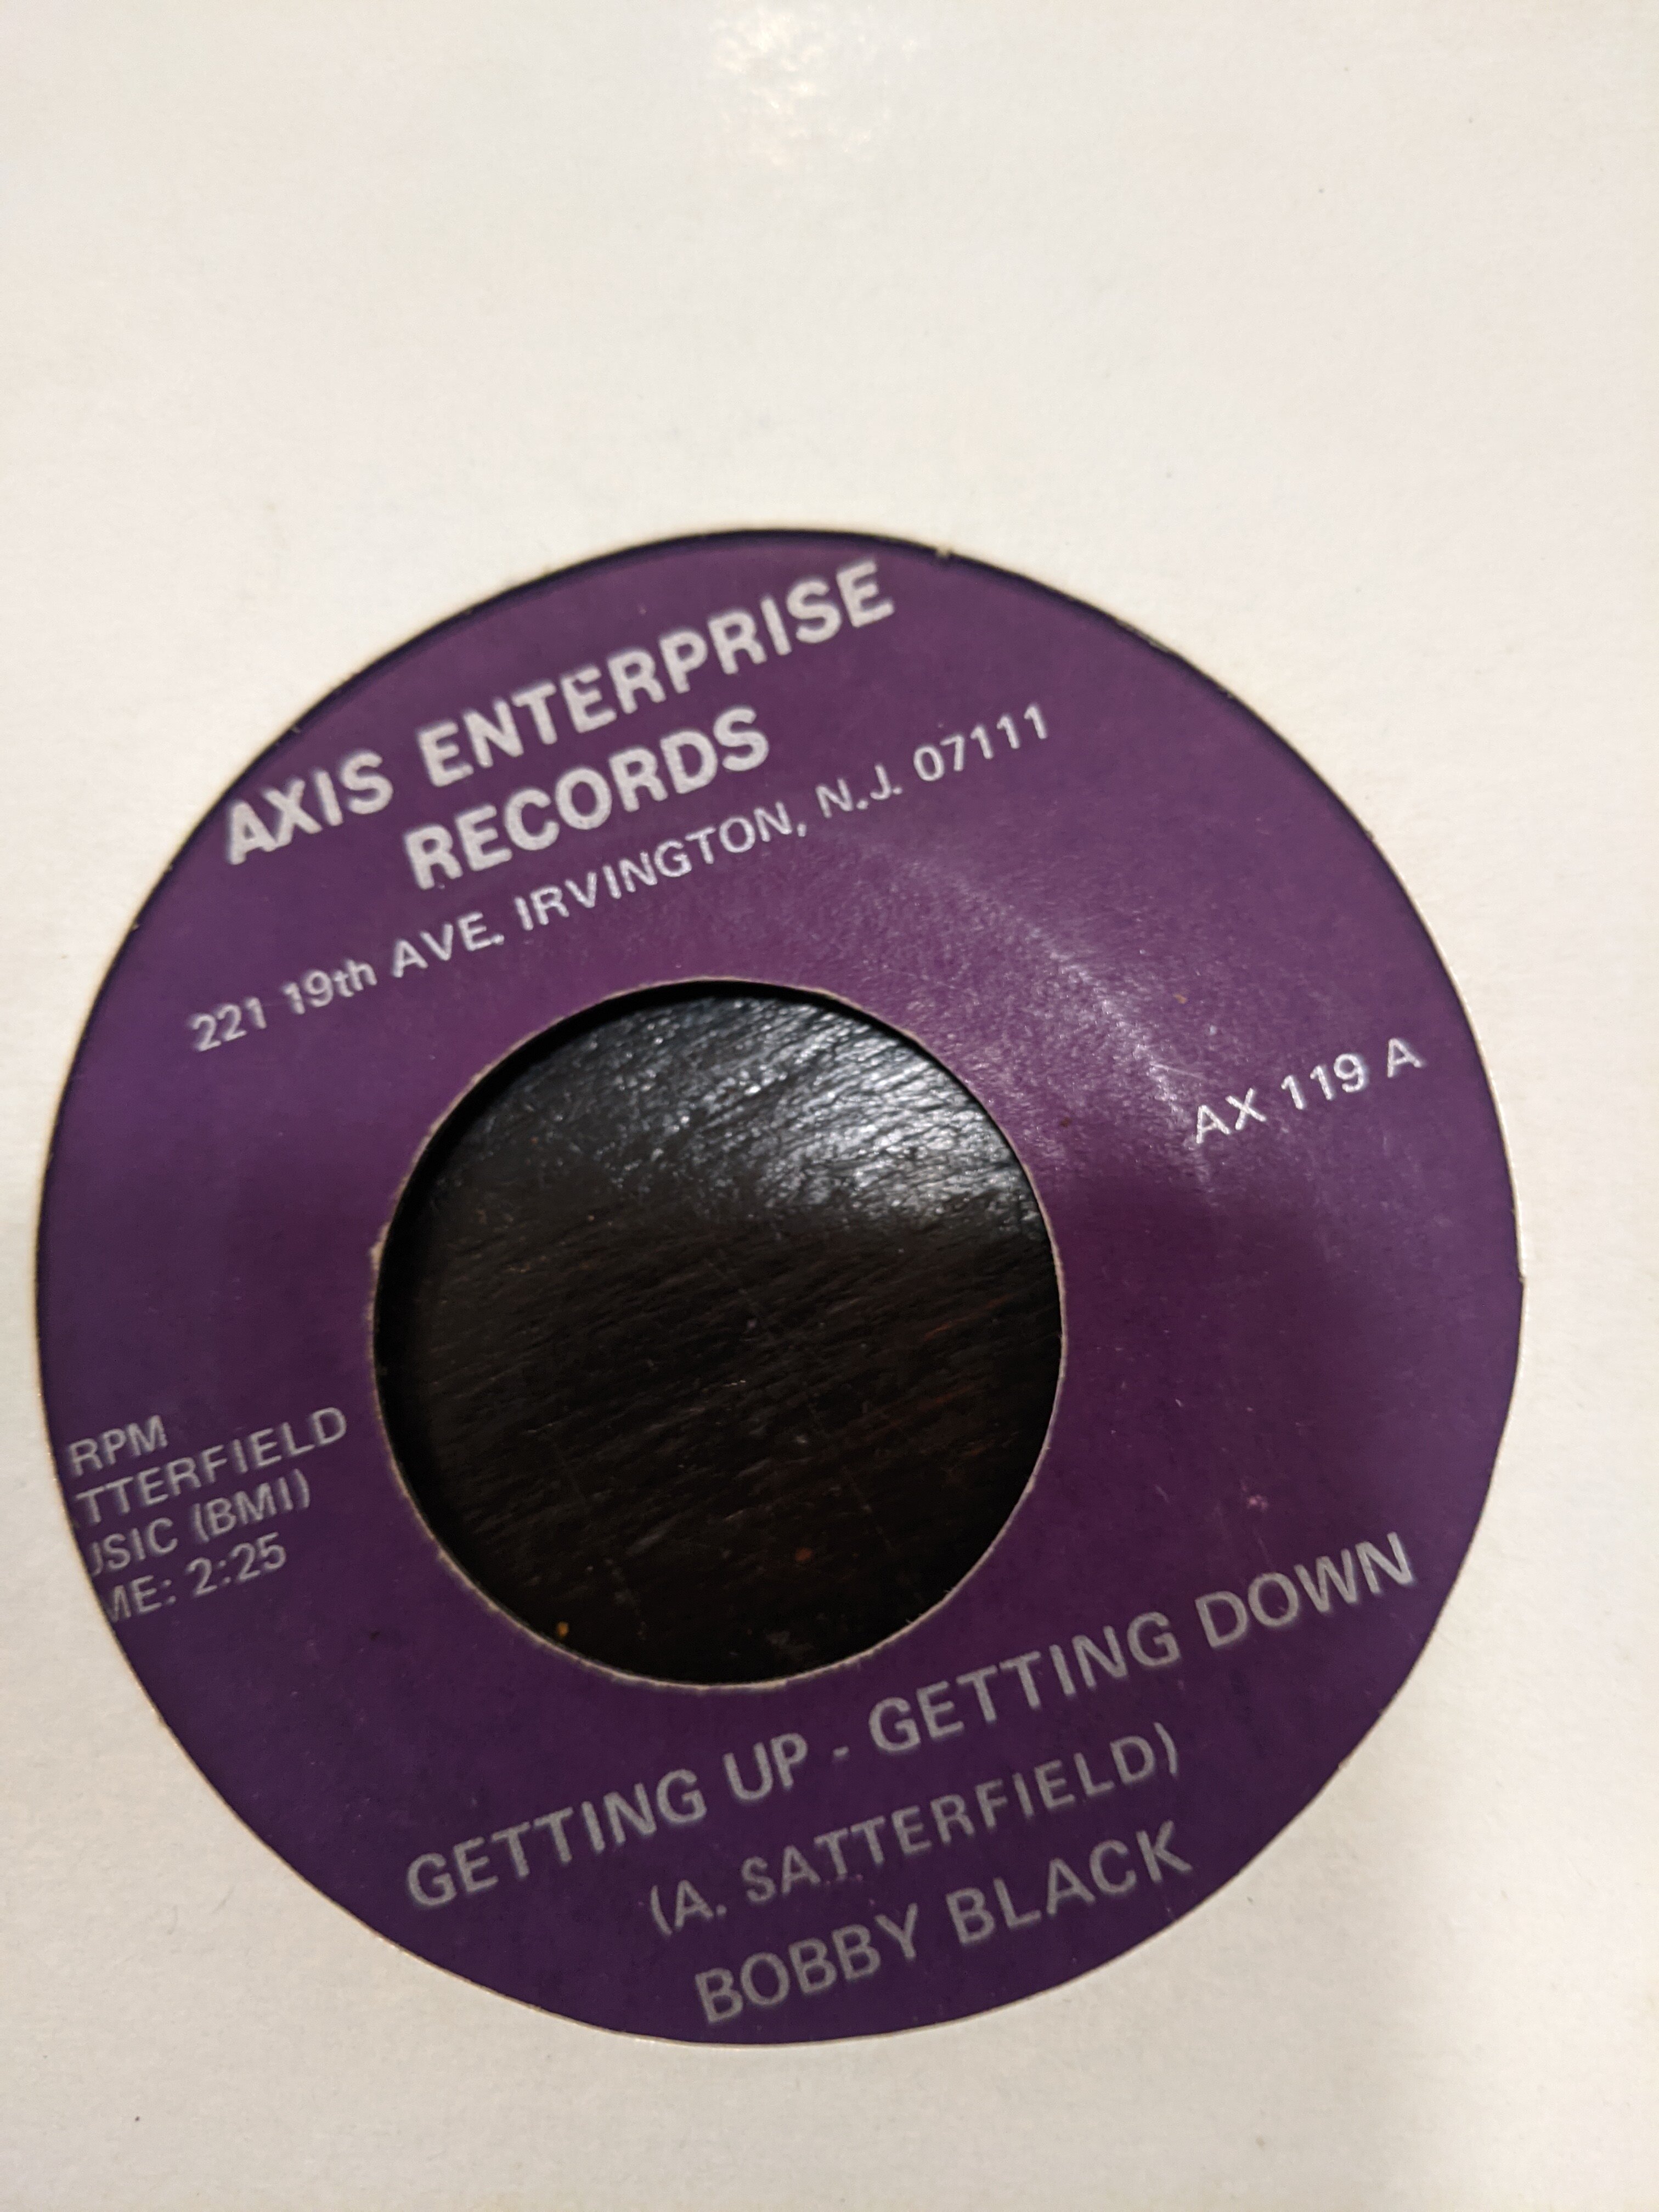 AXIS ENTERPRISE
RECORDS
221 19th AVE. IRVINGTON, N.J. 07111
AX 119 A
RPM
TTERFIELD
USIC (BMI)
ME: 2:25
GETTING UP - GETTING DOWN
(A. SATTERFIELD)
BOBBY BLACK